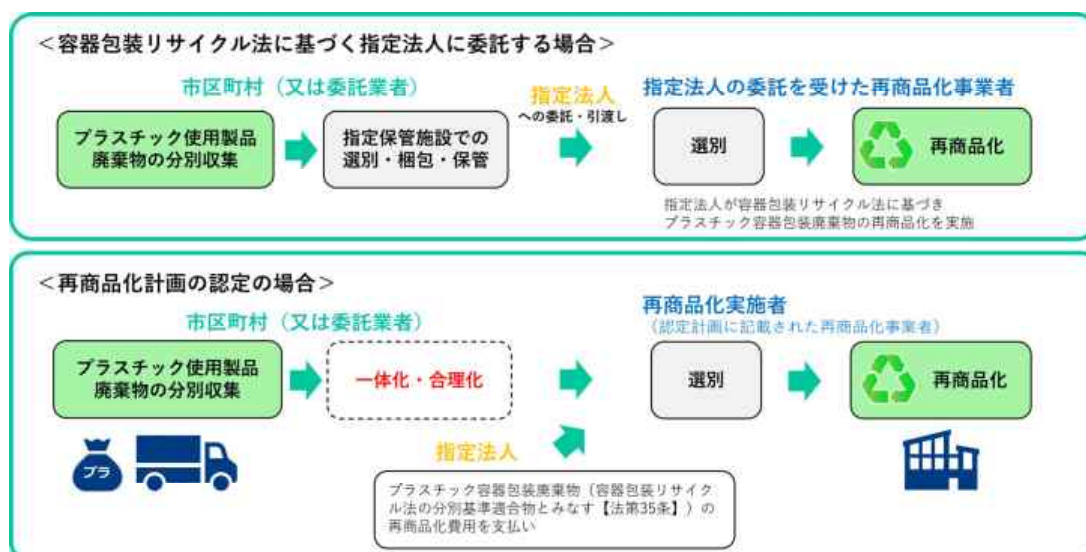 ＜容器包装リサイクル法に基づく指定法人に委託する場合＞
市区町村（又は委託業者）
指定法人
への委託・引渡し
指定法人の委託を受けた再商品化事業者
プラスチック使用製品
廃棄物の分別収集
指定保管施設での
選別・梱包・保管
選別
再商品化
指定法人が容器包装リサイクル法に基づき
プラスチック容器包装廃棄物の再商品化を実施
＜再商品化計画の認定の場合＞
市区町村（又は委託業者）
再商品化実施者
（認定計画に記載された再商品化事業者）
プラスチック使用製品
廃棄物の分別収集
一体化・合理化
選別
再商品化
プラ
指定法人
プラスチック容器包装廃棄物（容器包装リサイク
ル法の分別基準適合物とみなす【法第35条】）の
再商品化費用を支払い